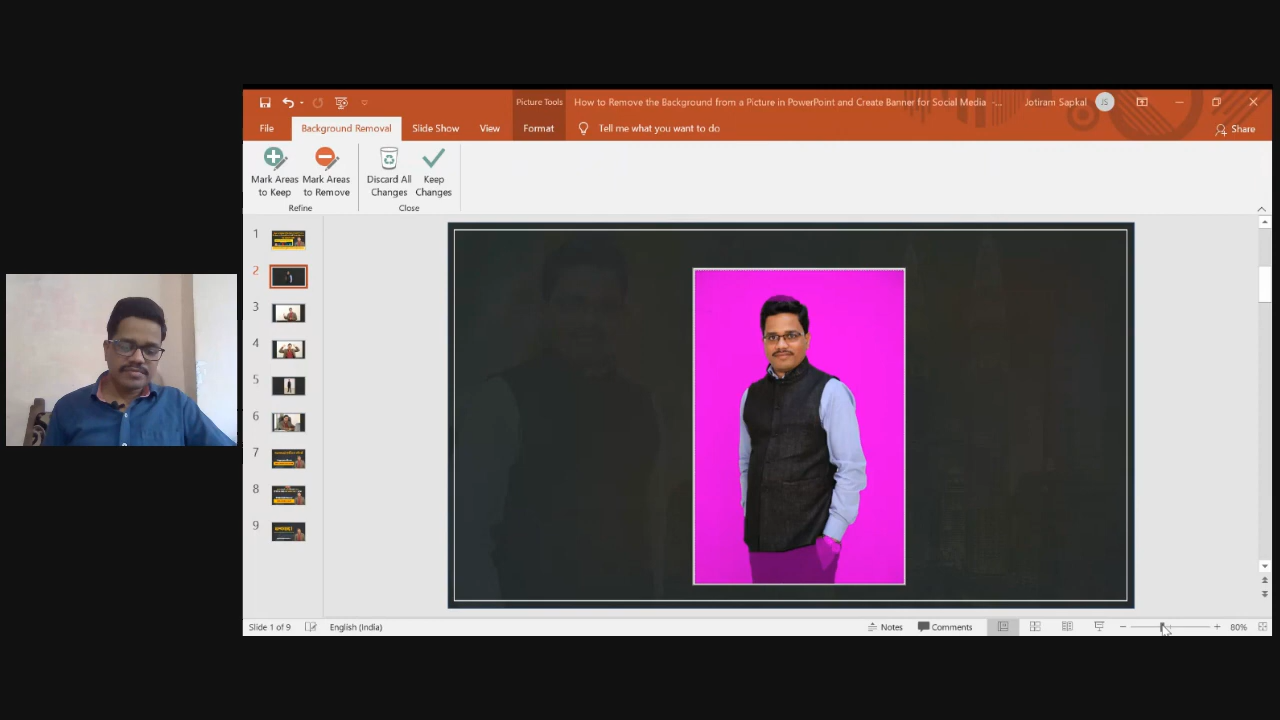 Picture Tools
How to Remove the Background from a Picture in PowerPoint and Create Banner for Social Media -...
Jotiram Sapkal
JS
File
Background Removal
Slide Show
View
Format
Tell me what you want to do
Share
Mark Areas to Keep
Mark Areas to Remove
Discard All Changes
Keep Changes
Refine
Close
1
2
3
4
5
6
7
8
9
Slide 1 of 9
English (India)
Notes
Comments
80%